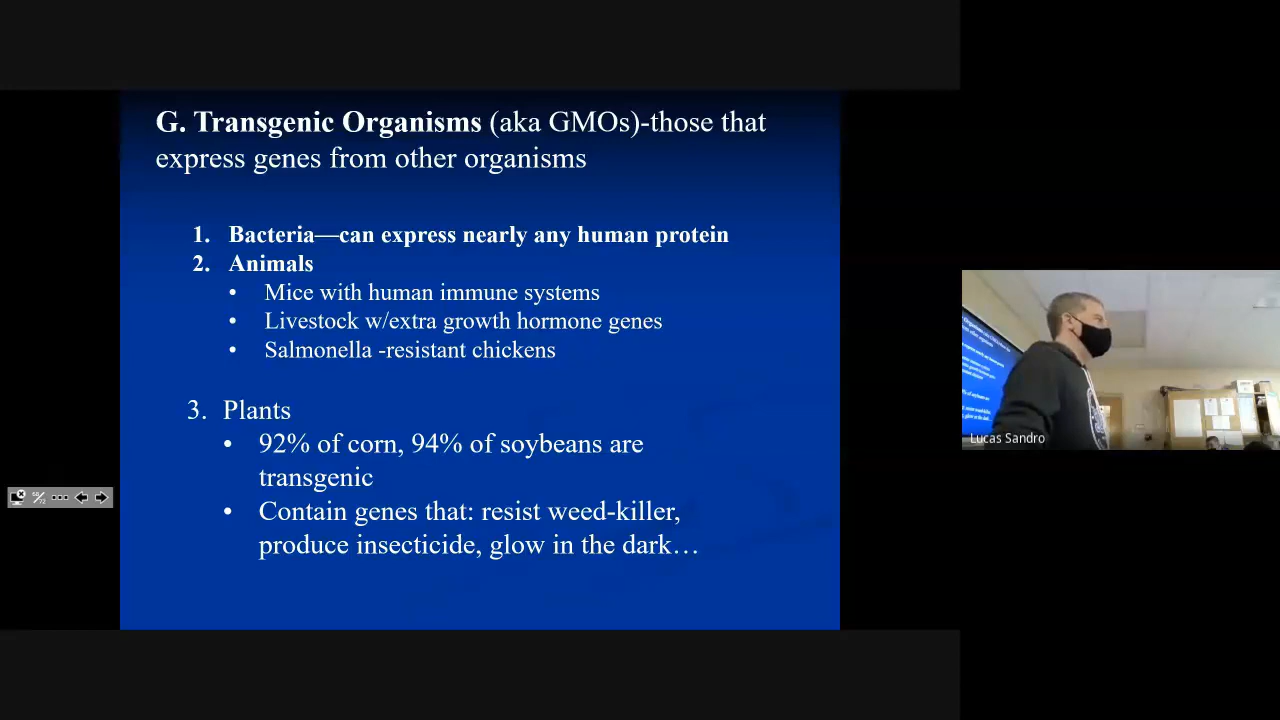 G. Transgenic Organisms (aka GMOs)-those that
express genes from other organisms
1. Bacteria—can express nearly any human protein
2. Animals
• Mice with human immune systems
• Livestock w/extra growth hormone genes
• Salmonella -resistant chickens
3. Plants
• 92% of corn, 94% of soybeans are
transgenic
• Contain genes that: resist weed-killer,
produce insecticide, glow in the dark…
Lucas Sandro